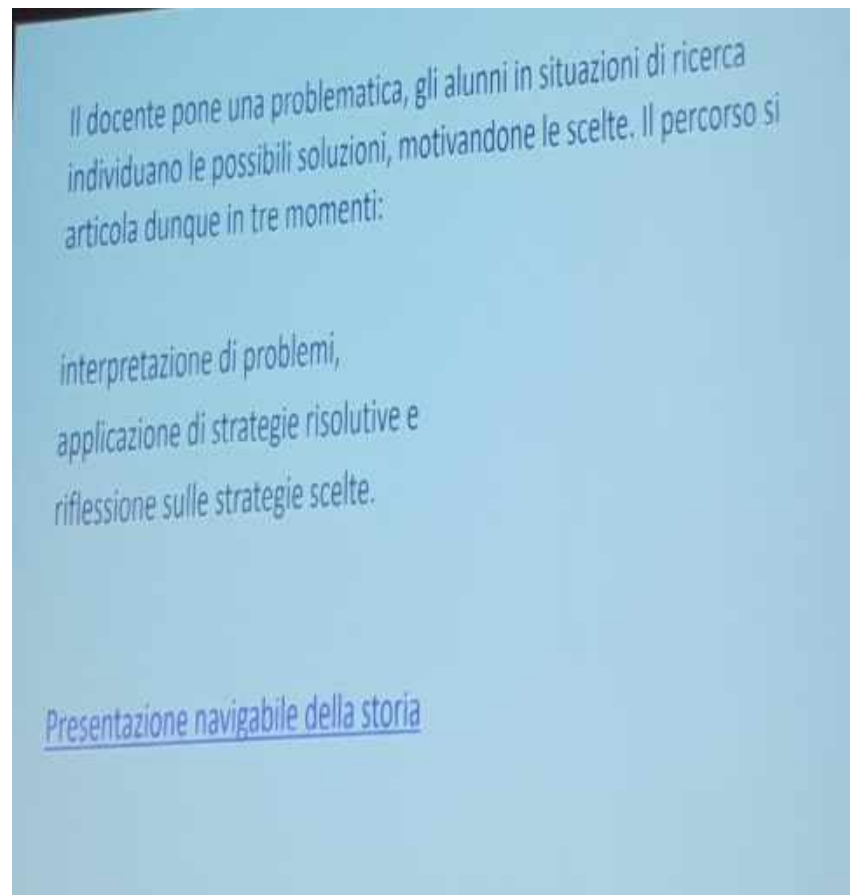 Il docente pone una problematica, gli alunni in situazioni di ricerca
individuano le possibili soluzioni, motivandone le scelte. Il percorso si
articola dunque in tre momenti:
interpretazione di problemi,
applicazione di strategie risolutive e
riflessione sulle strategie scelte.
Presentazione navigabile della storia